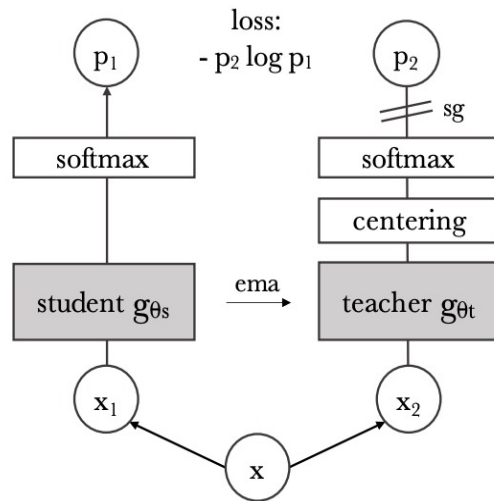 loss:
- p₂ log p₁
p₁
p₂
sg
softmax
softmax
centering
student gθs
ema
teacher gθt
x₁
x₂
x